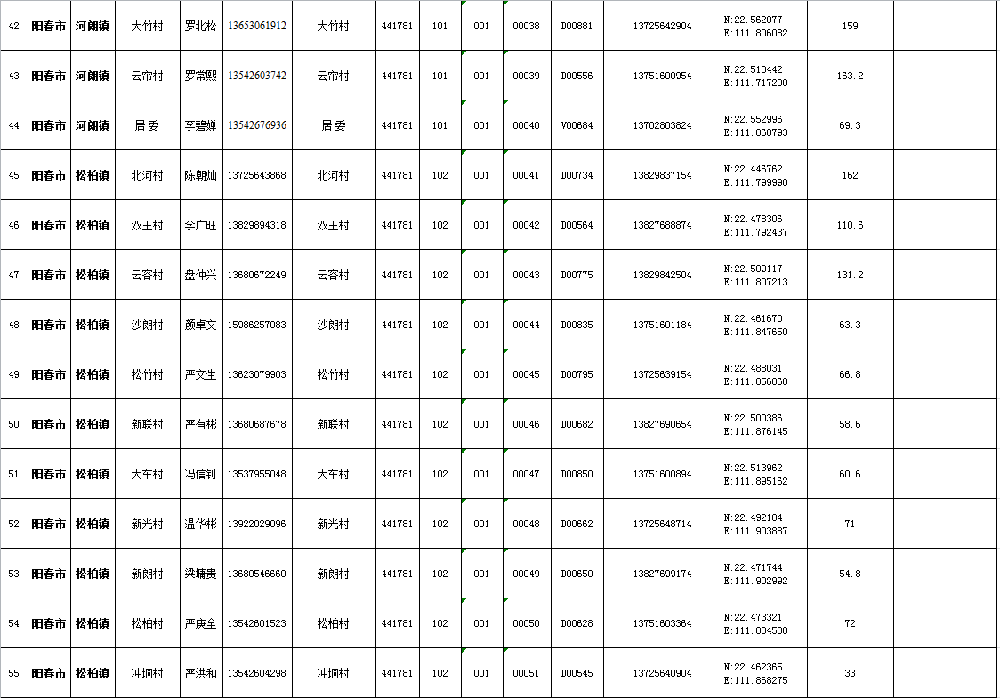 42 阳春市 河朗镇 大竹村 罗北松 13653061912 大竹村 441781 101 001 00038 D00881 13725642904 N:22.562077 E:111.806082 159
43 阳春市 河朗镇 云帘村 罗常熙 13542603742 云帘村 441781 101 001 00039 D00556 13751600954 N:22.510442 E:111.717200 163.2
44 阳春市 河朗镇 居 委 李碧婵 13542676936 居 委 441781 101 001 00040 V00684 13702803824 N:22.552996 E:111.860793 69.3
45 阳春市 松柏镇 北河村 陈朝灿 13725643868 北河村 441781 102 001 00041 D00734 13829837154 N:22.446762 E:111.799990 162
46 阳春市 松柏镇 双王村 李广旺 13829894318 双王村 441781 102 001 00042 D00564 13827688874 N:22.478306 E:111.792437 110.6
47 阳春市 松柏镇 云容村 盘仲兴 13680672249 云容村 441781 102 001 00043 D00775 13829842504 N:22.509117 E:111.807213 131.2
48 阳春市 松柏镇 沙朗村 颜卓文 15986257083 沙朗村 441781 102 001 00044 D00835 13751601184 N:22.461670 E:111.847650 63.3
49 阳春市 松柏镇 松竹村 严文生 13623079903 松竹村 441781 102 001 00045 D00795 13725639154 N:22.488031 E:111.856060 66.8
50 阳春市 松柏镇 新联村 严有彬 13680687678 新联村 441781 102 001 00046 D00682 13827690654 N:22.500386 E:111.876145 58.6
51 阳春市 松柏镇 大车村 冯信钊 13537955048 大车村 441781 102 001 00047 D00850 13751600894 N:22.513962 E:111.895162 60.6
52 阳春市 松柏镇 新光村 温华彬 13922029096 新光村 441781 102 001 00048 D00662 13725648714 N:22.492104 E:111.903887 71
53 阳春市 松柏镇 新朗村 梁墉贵 13680546660 新朗村 441781 102 001 00049 D00650 13827699174 N:22.471744 E:111.902992 54.8
54 阳春市 松柏镇 松柏村 严庚全 13542601523 松柏村 441781 102 001 00050 D00628 13751603364 N:22.473321 E:111.884538 72
55 阳春市 松柏镇 冲垌村 严洪和 13542604298 冲垌村 441781 102 001 00051 D00545 13725640904 N:22.462365 E:111.868275 33